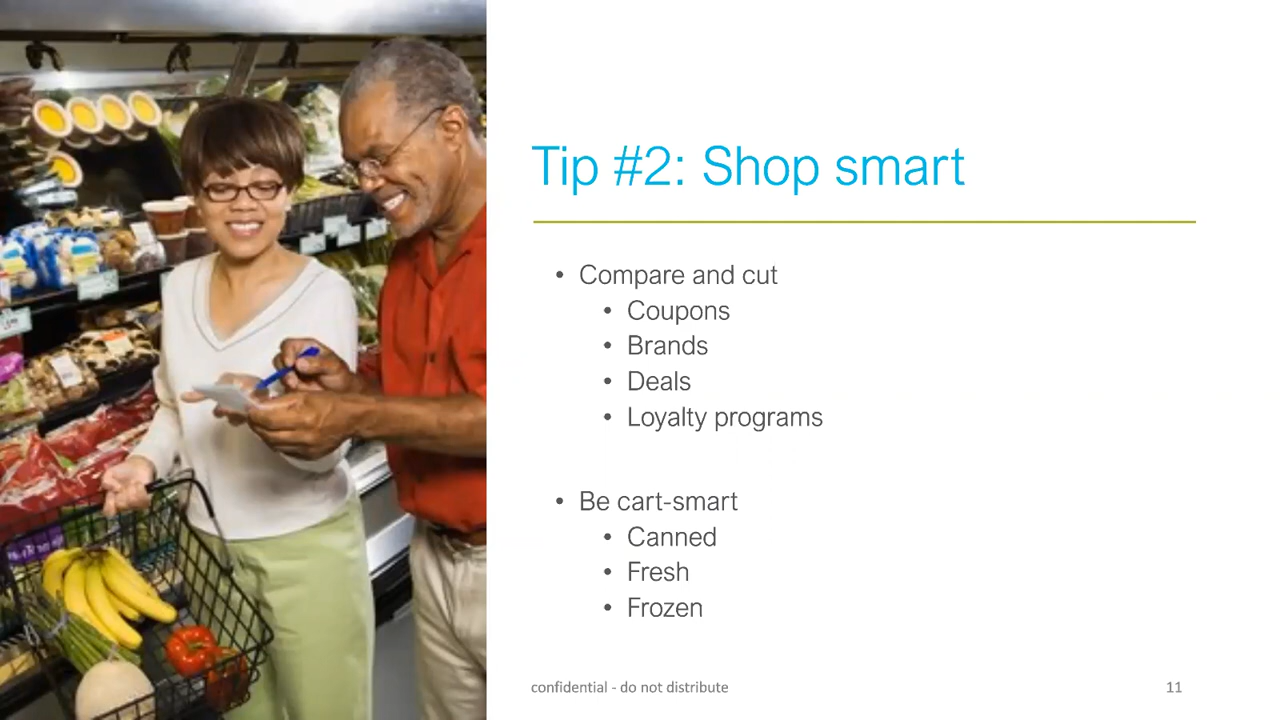 Tip #2: Shop smart
• Compare and cut
• Coupons
• Brands
• Deals
• Loyalty programs
• Be cart-smart
• Canned
• Fresh
• Frozen
confidential - do not distribute
11